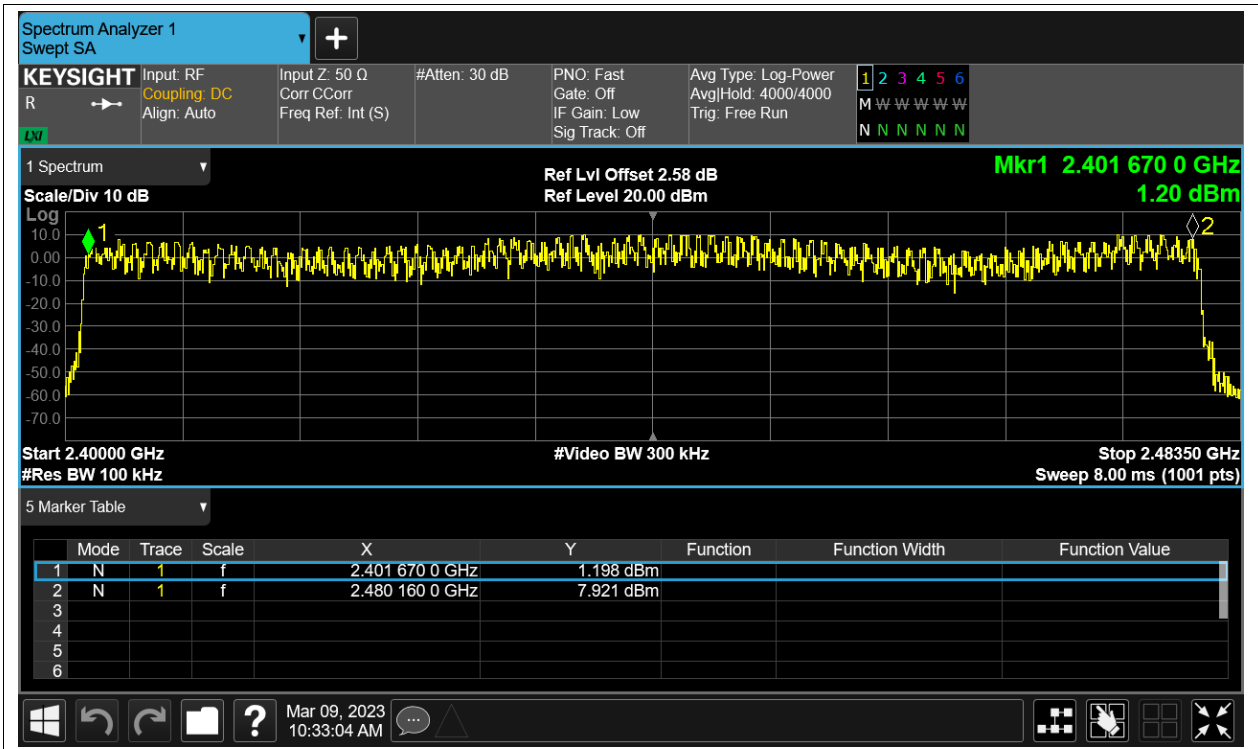 Spectrum Analyzer 1
Swept SA
KEYSIGHT Input: RF Input Z: 50 Ω #Atten: 30 dB PNO: Fast Avg Type: Log-Power 1 2 3 4 5 6
R Coupling: DC Corr CCorr Gate: Off Avg|Hold: 4000/4000 M W W W W W
Align: Auto Freq Ref: Int (S) IF Gain: Low Trig: Free Run
LXI Sig Track: Off N N N N N N
1 Spectrum Ref Lvl Offset 2.58 dB Mkr1 2.401 670 0 GHz
Scale/Div 10 dB Ref Level 20.00 dBm 1.20 dBm
Log
1 2
10.0
0.00
-10.0
-20.0
-30.0
-40.0
-50.0
-60.0
-70.0
Start 2.40000 GHz #Video BW 300 kHz Stop 2.48350 GHz
#Res BW 100 kHz Sweep 8.00 ms (1001 pts)
5 Marker Table
Mode Trace Scale X Y Function Function Width Function Value
1 N 1 f 2.401 670 0 GHz 1.198 dBm
2 N 1 f 2.480 160 0 GHz 7.921 dBm
3
4
5
6
? Mar 09, 2023
10:33:04 AM